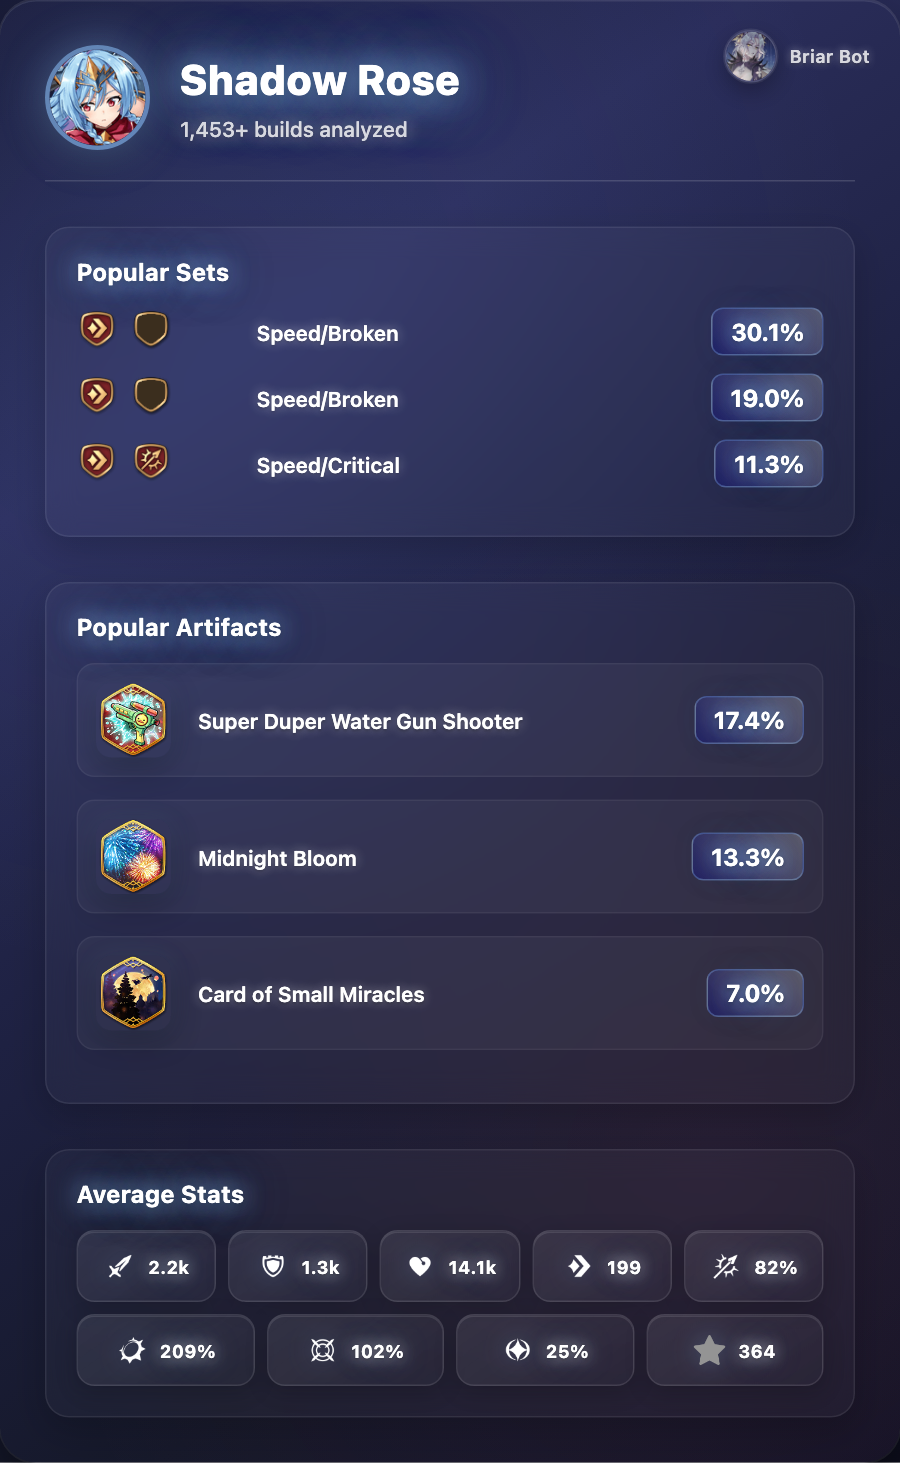 Shadow Rose
1,453+ builds analyzed
Briar Bot
Popular Sets
Speed/Broken 30.1%
Speed/Broken 19.0%
Speed/Critical 11.3%
Popular Artifacts
Super Duper Water Gun Shooter 17.4%
Midnight Bloom 13.3%
Card of Small Miracles 7.0%
Average Stats
2.2k 1.3k 14.1k 199 82%
209% 102% 25% 364